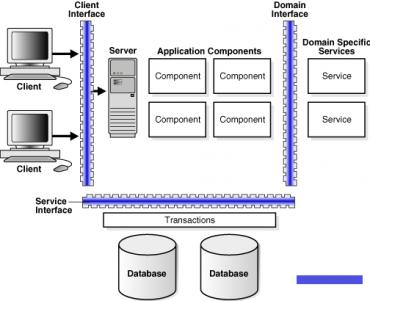 Client
Interface
Domain
Interface
Server
Application Components
Domain Specific
Services
Component
Component
Service
Client
Component
Component
Service
Client
Service
Interface
Transactions
Database
Database